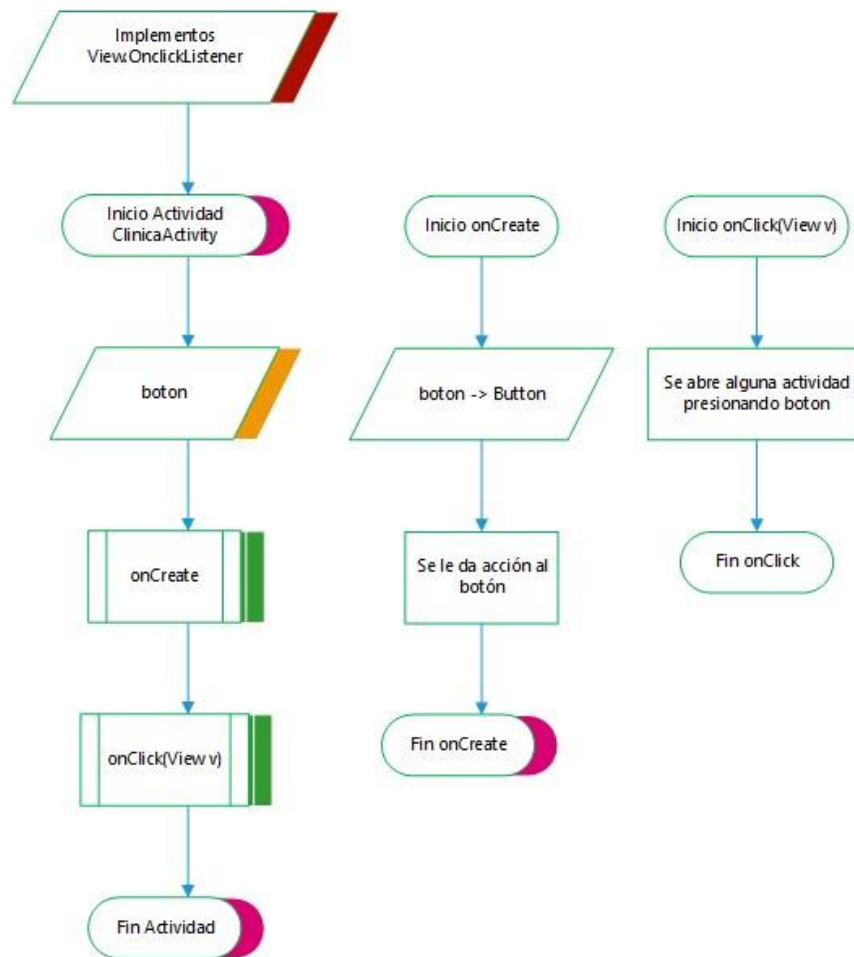 Implementos
View.OnclickListener
Inicio Actividad
ClinicaActivity
boton
onCreate
onClick(View v)
Fin Actividad
Inicio onCreate
boton -> Button
Se le da acción al
botón
Fin onCreate
Inicio onClick(View v)
Se abre alguna actividad
presionando boton
Fin onClick